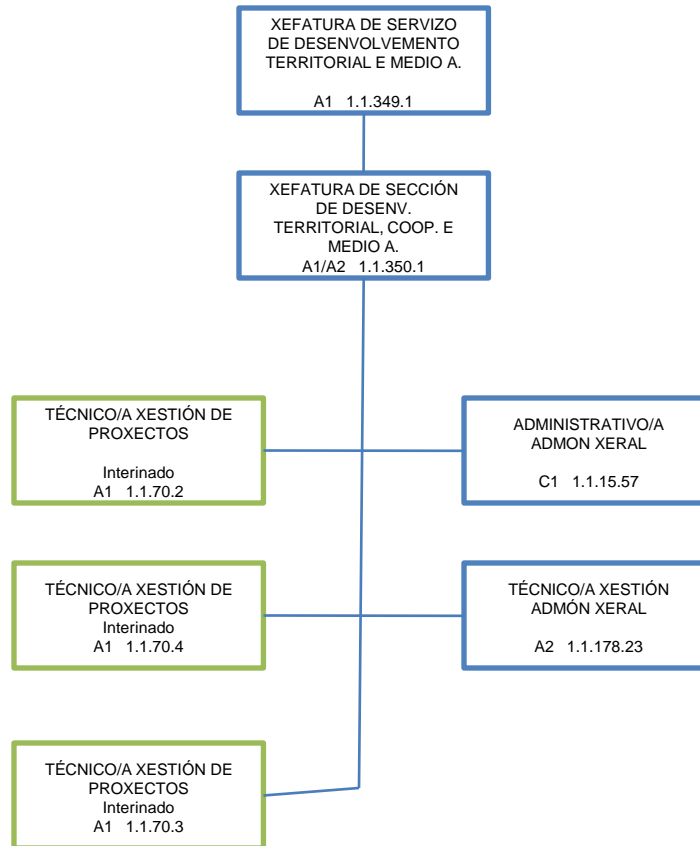 XEFATURA DE SERVIZO
DE DESENVOLVEMENTO
TERRITORIAL E MEDIO A.
A1 1.1.349.1
XEFATURA DE SECCIÓN
DE DESENV.
TERRITORIAL, COOP. E
MEDIO A.
A1/A2 1.1.350.1
TÉCNICO/A XESTIÓN DE
PROXECTOS
Interinado
A1 1.1.70.2
ADMINISTRATIVO/A
ADMON XERAL
C1 1.1.15.57
TÉCNICO/A XESTIÓN DE
PROXECTOS
Interinado
A1 1.1.70.4
TÉCNICO/A XESTIÓN
ADMÓN XERAL
A2 1.1.178.23
TÉCNICO/A XESTIÓN DE
PROXECTOS
Interinado
A1 1.1.70.3